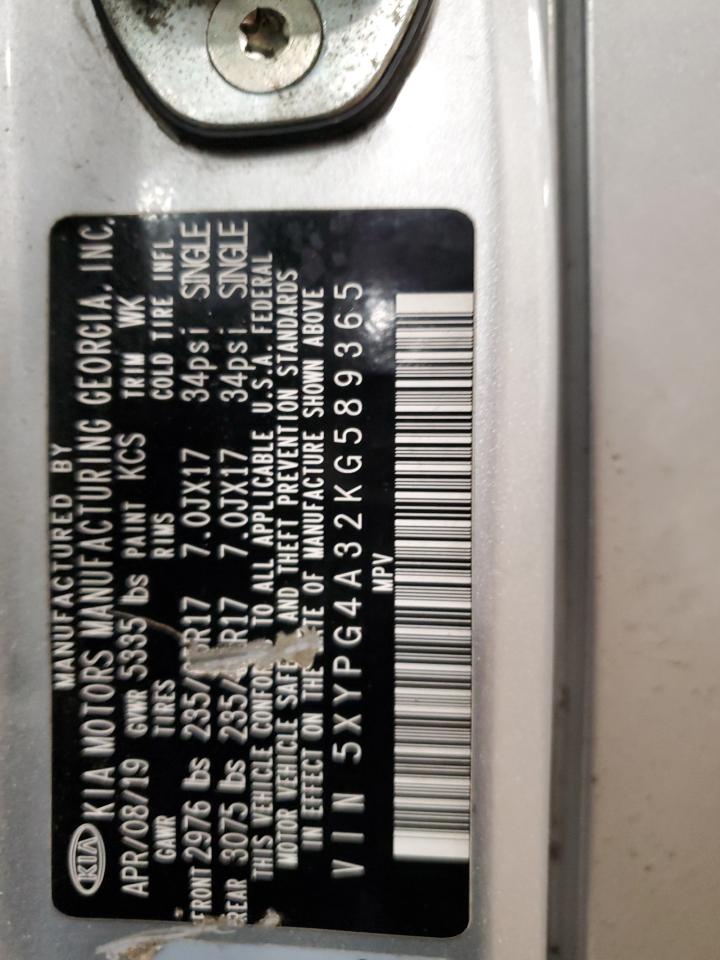 MANUFACTURED BY
KIA KIA MOTORS MANUFACTURING GEORGIA, INC.
APR/08/19 GVWR 5335 lbs PAINT KCS TRIM WK
GAWR TIRES RIMS COLD TIRE INFL
FRONT 2976 lbs 7.0JX17 34psi SINGLE
REAR 3075 lbs 7.0JX17 34psi SINGLE
THIS VEHICLE TO ALL APPLICABLE U.S.A. FEDERAL
MOTOR VEHICLE AND THEFT PREVENTION STANDARDS
IN EFFECT ON THE OF MANUFACTURE SHOWN ABOVE
VIN 5XYPG4A32KG589365
MPV